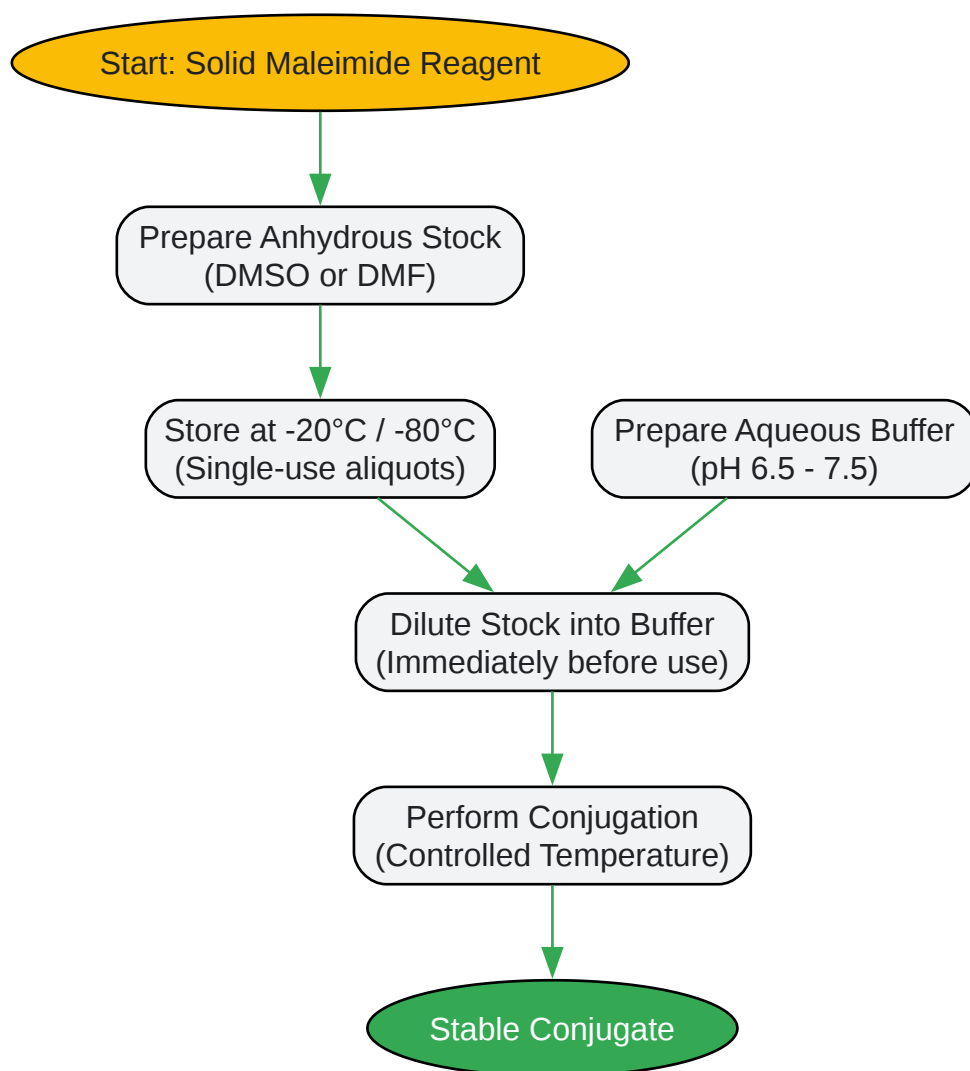 Start: Solid Maleimide Reagent
Prepare Anhydrous Stock
(DMSO or DMF)
Store at -20°C / -80°C
(Single-use aliquots)
Prepare Aqueous Buffer
(pH 6.5 - 7.5)
Dilute Stock into Buffer
(Immediately before use)
Perform Conjugation
(Controlled Temperature)
Stable Conjugate